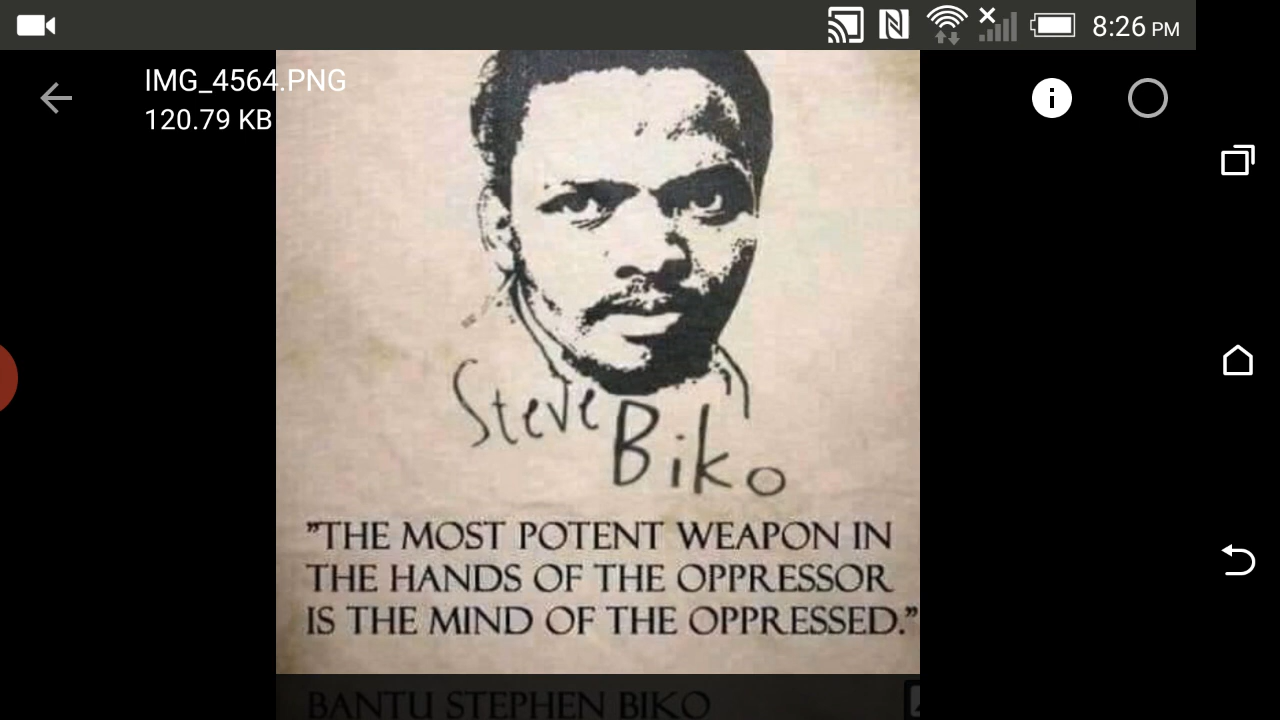 8:26 PM
IMG_4564.PNG
120.79 KB
Steve
Biko
"THE MOST POTENT WEAPON IN
THE HANDS OF THE OPPRESSOR
IS THE MIND OF THE OPPRESSED."
BANTU STEPHEN BIKO